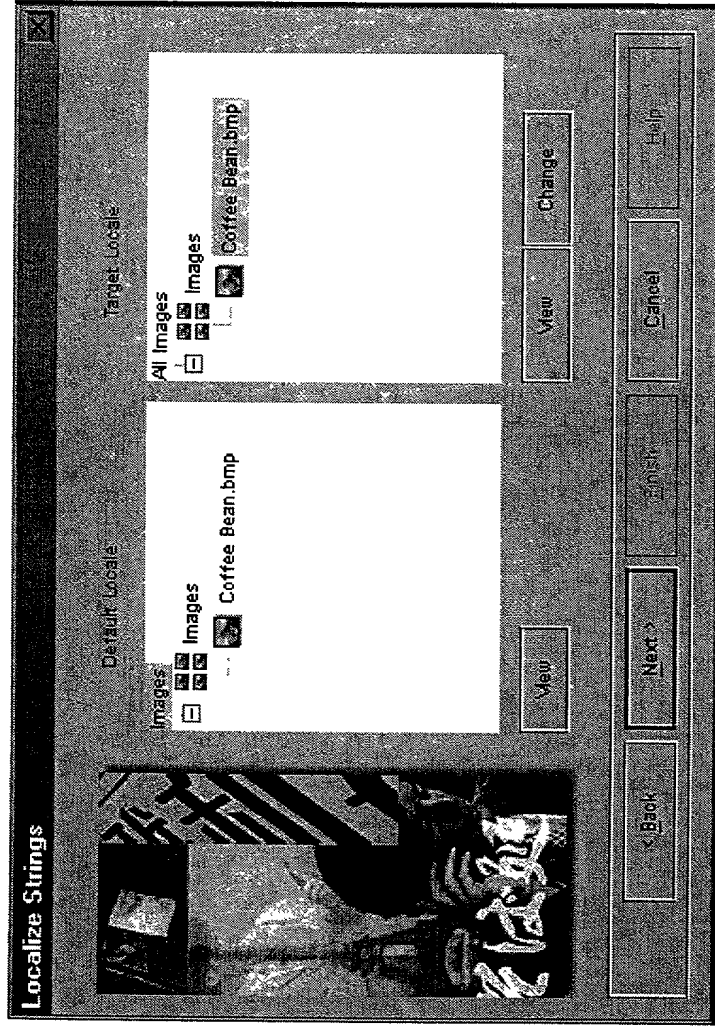 Localize Strings
Default Locale
Target Locale
Images
Images
Coffee Bean.bmp
All Images
Images
Coffee Bean.bmp
View
View
Change
< Back
Next >
Finish
Cancel
Help